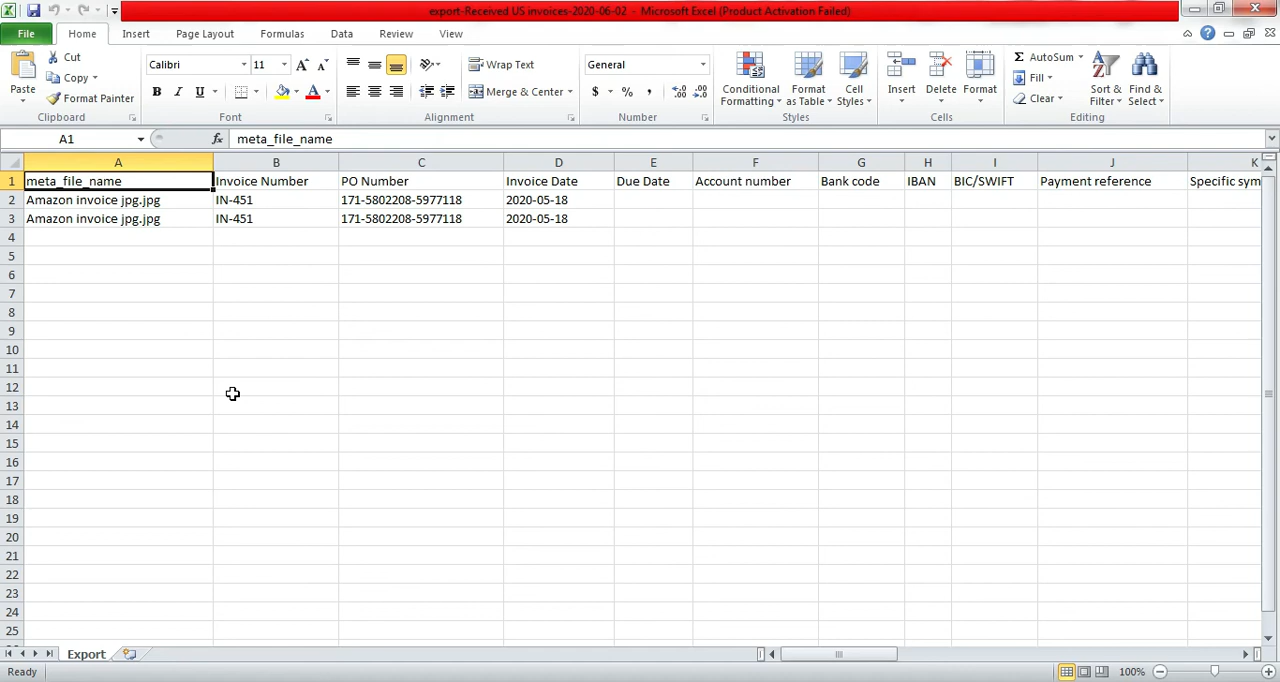 export-Received US invoices-2020-06-02 - Microsoft Excel (Product Activation Failed)
File Home Insert Page Layout Formulas Data Review View
Paste
Cut
Copy
Format Painter
Clipboard
Calibri 11
B I U
Font
Wrap Text
Merge & Center
Alignment
General
$ % ,
Number
Conditional Formatting
Format as Table
Cell Styles
Styles
Insert Delete Format
Cells
Σ AutoSum
Fill
Clear
Sort & Filter
Find & Select
Editing
A1 fx meta_file_name
A B C D E F G H I J K
1 meta_file_name Invoice Number PO Number Invoice Date Due Date Account number Bank code IBAN BIC/SWIFT Payment reference Specific sym
2 Amazon invoice jpg.jpg IN-451 171-5802208-5977118 2020-05-18
3 Amazon invoice jpg.jpg IN-451 171-5802208-5977118 2020-05-18
4
5
6
7
8
9
10
11
12
13
14
15
16
17
18
19
20
21
22
23
24
25
Export
Ready 100%